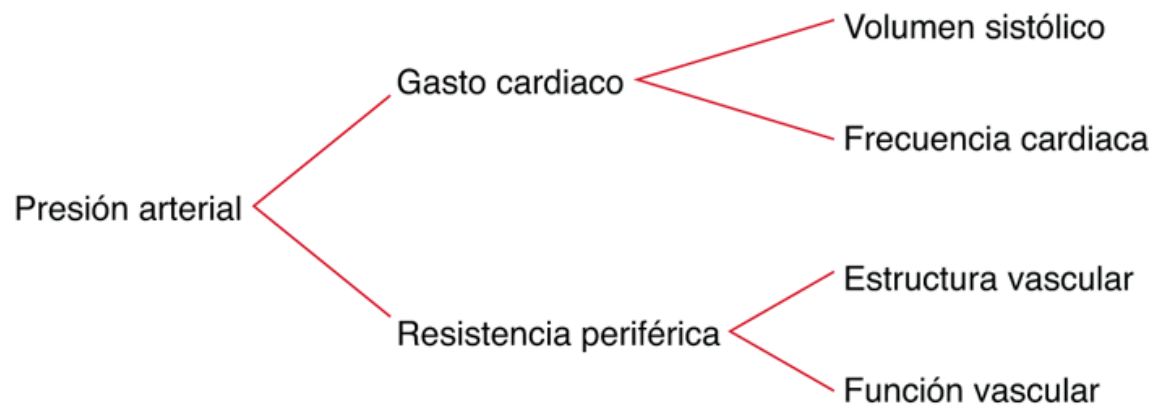 Volumen sistólico
Gasto cardiaco
Frecuencia cardiaca
Presión arterial
Estructura vascular
Resistencia periférica
Función vascular